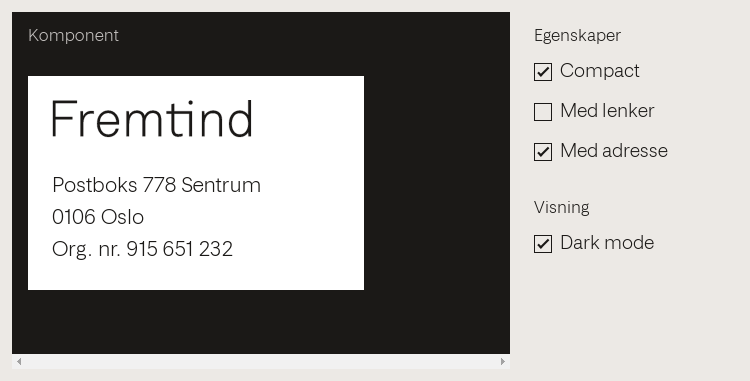 Komponent
Fremtind
Postboks 778 Sentrum
0106 Oslo
Org. nr. 915 651 232
Egenskaper
Compact
Med lenker
Med adresse
Visning
Dark mode